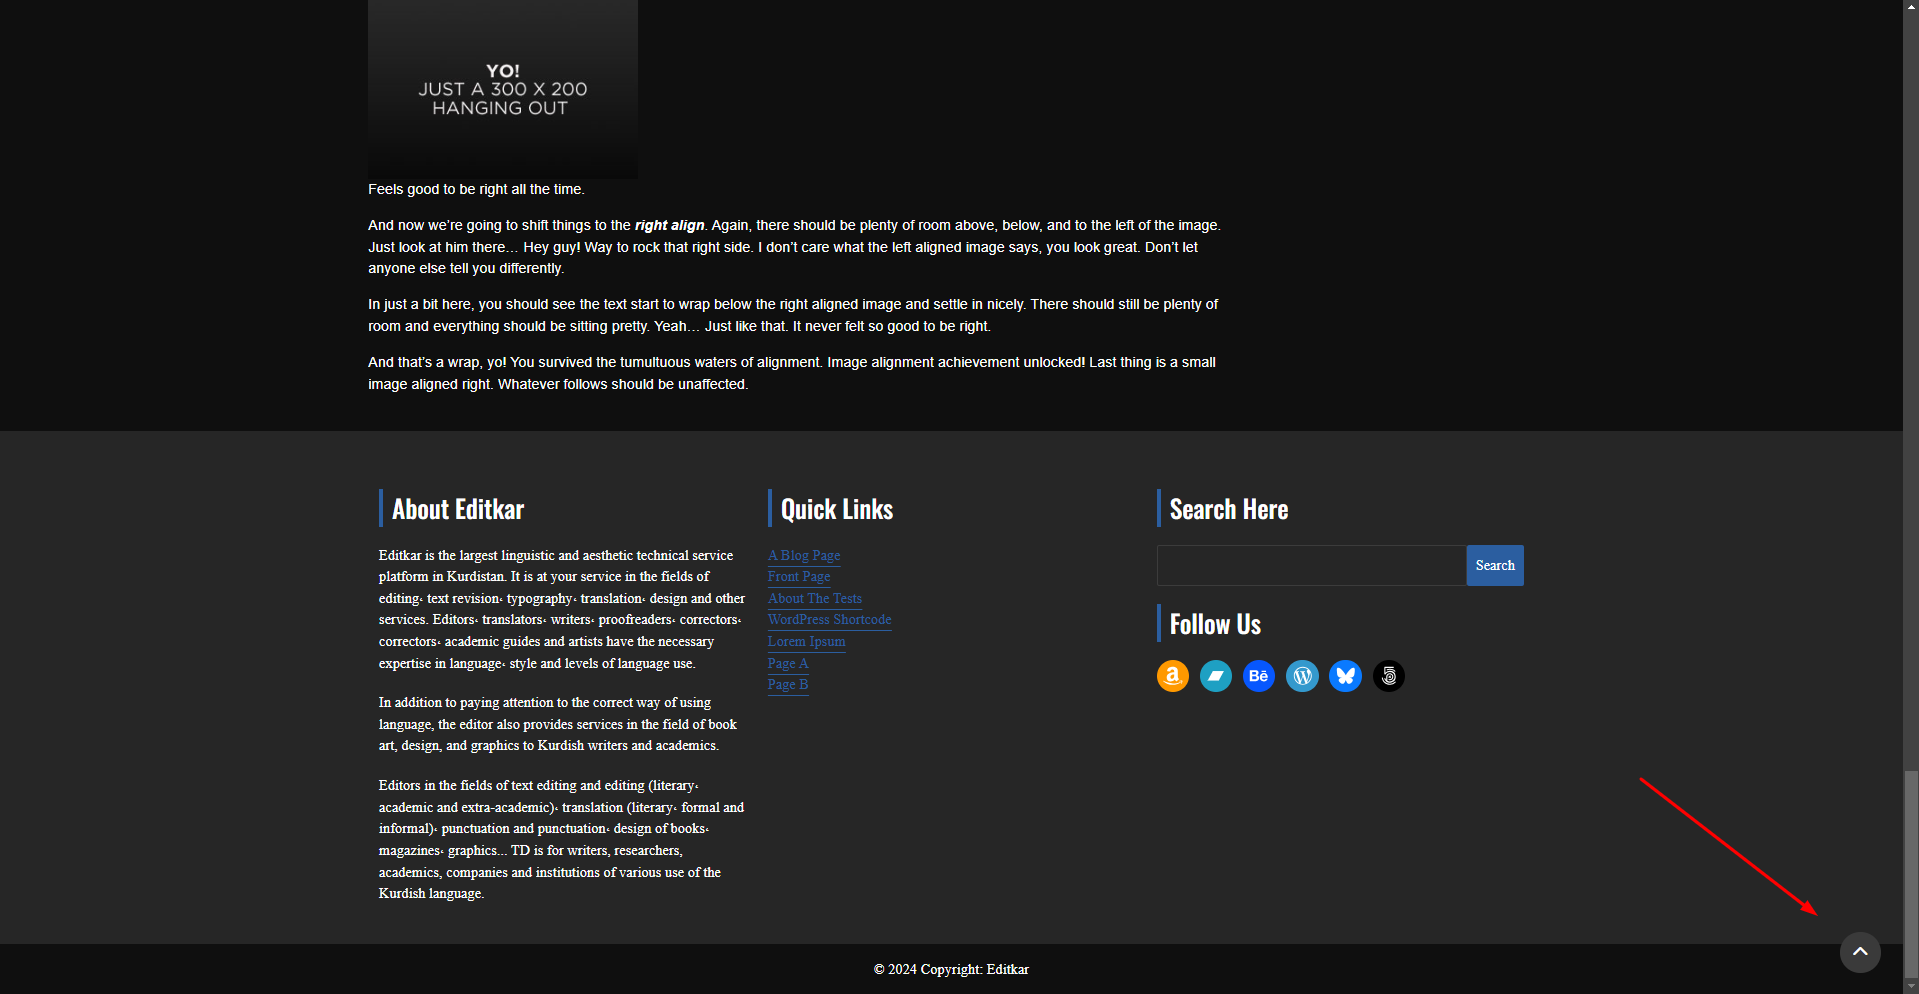 YO!
JUST A 300 X 200
HANGING OUT
Feels good to be right all the time.
And now we’re going to shift things to the right align. Again, there should be plenty of room above, below, and to the left of the image.
Just look at him there… Hey guy! Way to rock that right side. I don’t care what the left aligned image says, you look great. Don’t let
anyone else tell you differently.
In just a bit here, you should see the text start to wrap below the right aligned image and settle in nicely. There should still be plenty of
room and everything should be sitting pretty. Yeah… Just like that. It never felt so good to be right.
And that’s a wrap, yo! You survived the tumultuous waters of alignment. Image alignment achievement unlocked! Last thing is a small
image aligned right. Whatever follows should be unaffected.
About Editkar
Editkar is the largest linguistic and aesthetic technical service
platform in Kurdistan. It is at your service in the fields of
editing، text revision، typography، translation، design and other
services. Editors، translators، writers، proofreaders، correctors،
correctors، academic guides and artists have the necessary
expertise in language، style and levels of language use.
In addition to paying attention to the correct way of using
language, the editor also provides services in the field of book
art, design, and graphics to Kurdish writers and academics.
Editors in the fields of text editing and editing (literary،
academic and extra-academic)، translation (literary، formal and
informal)، punctuation and punctuation، design of books،
magazines، graphics... TD is for writers, researchers,
academics, companies and institutions of various use of the
Kurdish language.
Quick Links
A Blog Page
Front Page
About The Tests
WordPress Shortcode
Lorem Ipsum
Page A
Page B
Search Here
Search
Follow Us
© 2024 Copyright: Editkar